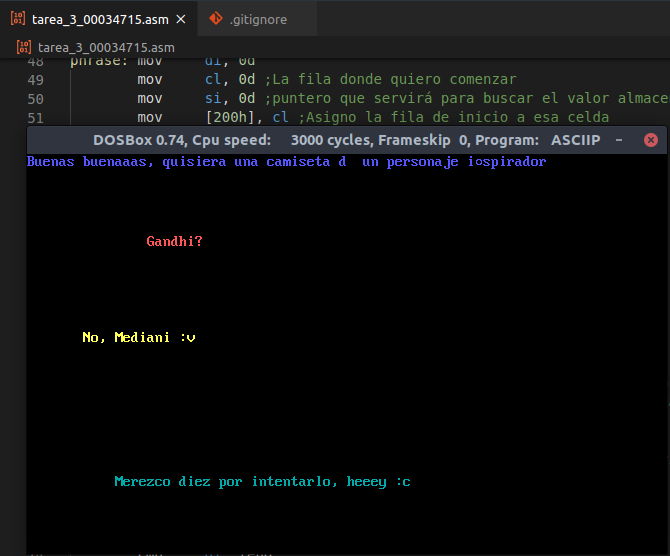 tarea_3_00034715.asm × .gitignore
tarea_3_00034715.asm
48 phrase: mov di, 0d
49 mov cl, 0d ;La fila donde quiero comenzar
50 mov si, 0d ;puntero que servirá para buscar el valor almace
51 mov [200h], cl ;Asigno la fila de inicio a esa celda
DOSBox 0.74, Cpu speed: 3000 cycles, Frameskip 0, Program: ASCIIP
Buenas buenaaas, quisiera una camiseta d un personaje i○spirador
Gandhi?
No, Mediani :v
Merezco diez por intentarlo, heeey :c